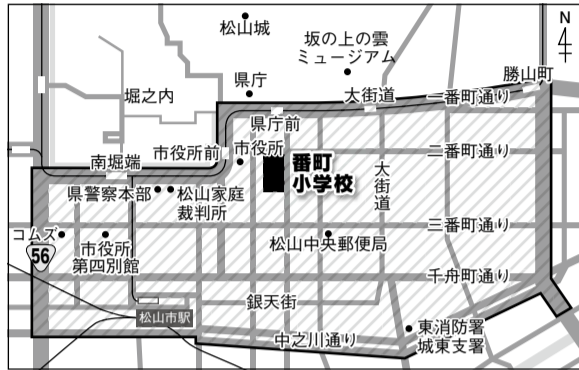 N
松山城
坂の上の雲
ミュージアム
県庁
勝山町
堀之内
大街道
一番町通り
県庁前
市役所前
市役所
二番町通り
南堀端
番町
小学校
大街道
県警察本部
松山家庭
裁判所
三番町通り
コムズ
市役所
第四別館
松山中央郵便局
56
千舟町通り
銀天街
松山市駅
中之川通り
東消防署
城東支署